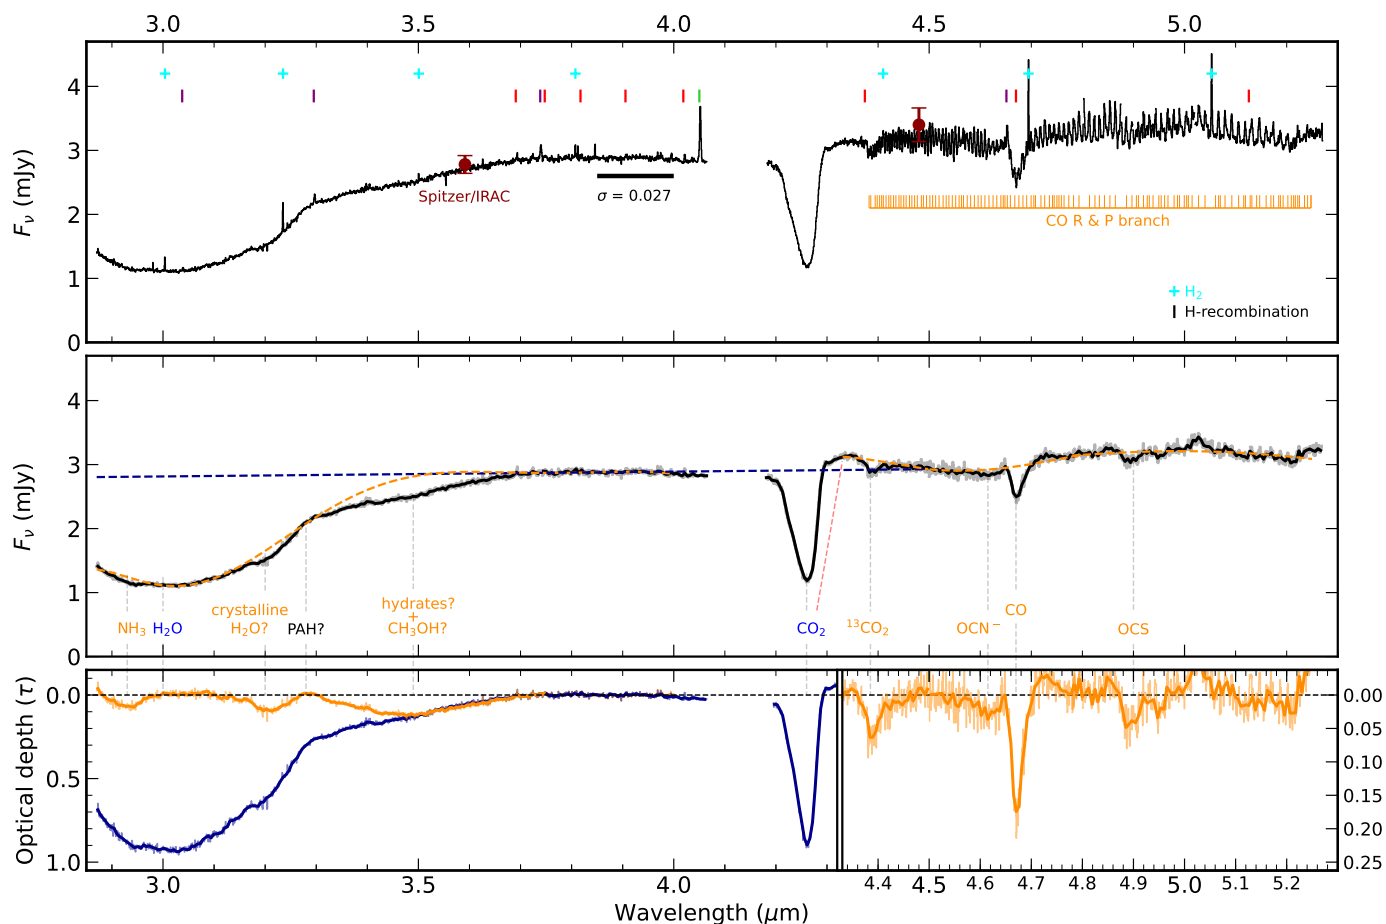 3.0 3.5 4.0 4.5 5.0
4
3
2
1
0
Fν (mJy)
Spitzer/IRAC
σ = 0.027
CO R & P branch
H₂
H-recombination
4
3
2
1
0
Fν (mJy)
NH₃
H₂O
crystalline
H₂O?
PAH?
hydrates?
+
CH₃OH?
CO₂
¹³CO₂
OCN⁻
CO
OCS
0.0
0.5
1.0
Optical depth (τ)
0.00
0.05
0.10
0.15
0.20
0.25
3.0 3.5 4.0 4.4 4.5 4.6 4.7 4.8 4.9 5.0 5.1 5.2
Wavelength (μm)